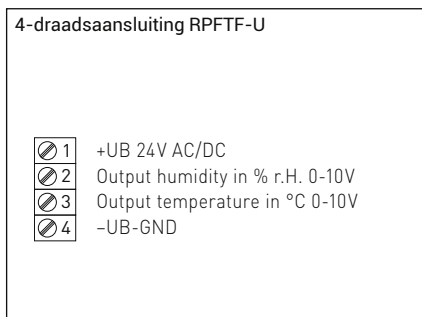 4-draadsaansluiting RPFTF-U
1 +UB 24V AC/DC
2 Output humidity in % r.H. 0-10V
3 Output temperature in °C 0-10V
4 –UB-GND